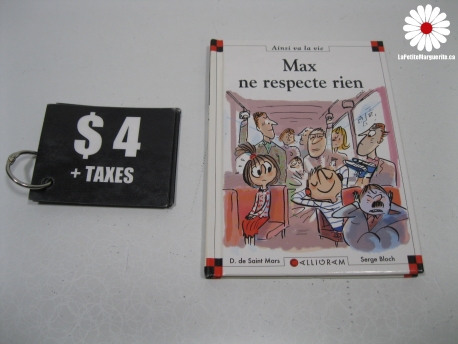 LaPetiteMarguerite.ca
$4
+ TAXES
Ainsi va la vie
Max
ne respecte rien
D. de Saint Mars
CALLIGRAM
Serge Bloch